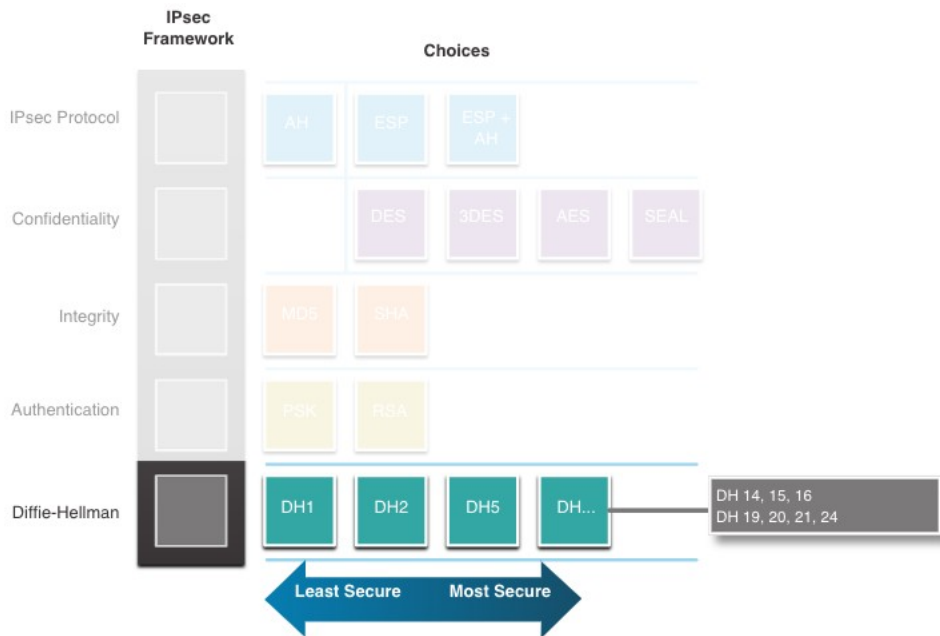 IPsec
Framework
Choices
IPsec Protocol
AH
ESP
ESP +
AH
Confidentiality
DES
3DES
AES
SEAL
Integrity
MD5
SHA
Authentication
PSK
RSA
Diffie-Hellman
DH1
DH2
DH5
DH...
DH 14, 15, 16
DH 19, 20, 21, 24
Least Secure
Most Secure